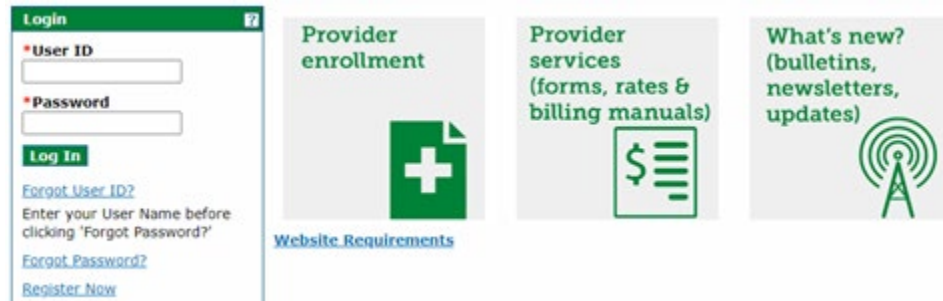 Login ?
*User ID
*Password
Log In
Forgot User ID?
Enter your User Name before
clicking 'Forgot Password?'
Forgot Password?
Register Now
Provider
enrollment
Provider
services
(forms, rates &
billing manuals)
$
What's new?
(bulletins,
newsletters,
updates)
Website Requirements